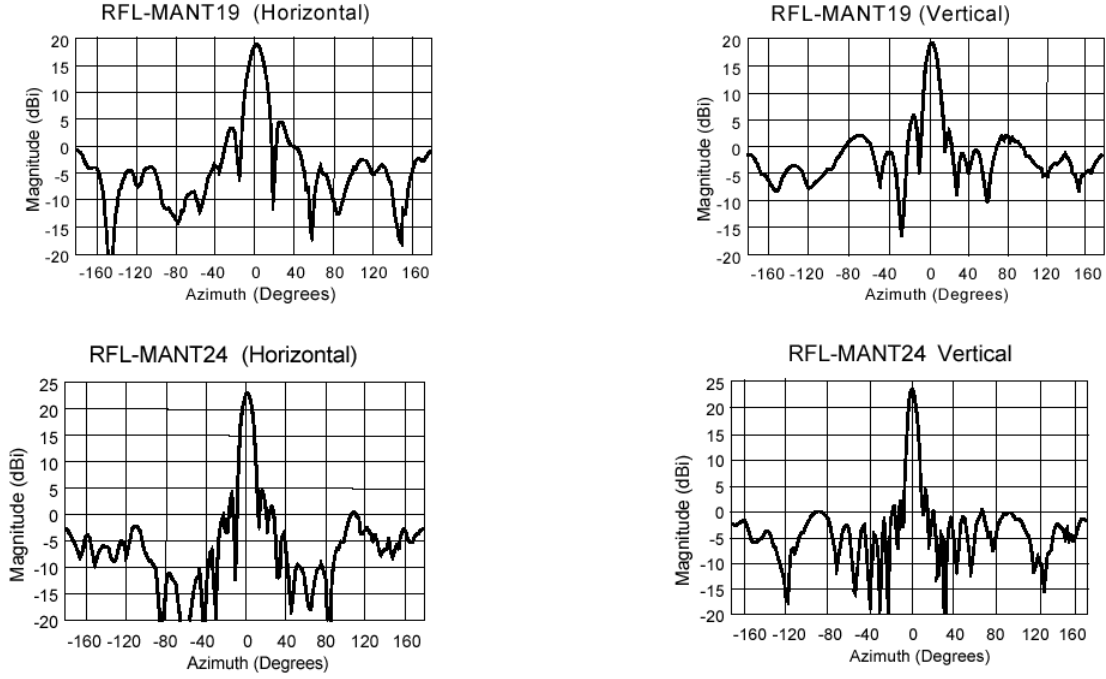 RFL-MANT19 (Horizontal)
20
15
10
5
0
-5
-10
-15
-20
Magnitude (dBi)
-160 -120 -80 -40 0 40 80 120 160
Azimuth (Degrees)
RFL-MANT19 (Vertical)
20
15
10
5
0
-5
-10
-15
-20
Magnitude (dBi)
-160 -120 -80 -40 0 40 80 120 160
Azimuth (Degrees)
RFL-MANT24 (Horizontal)
25
20
15
10
5
0
-5
-10
-15
-20
Magnitude (dBi)
-160 -120 -80 -40 0 40 80 120 160
Azimuth (Degrees)
RFL-MANT24 Vertical
25
20
15
10
5
0
-5
-10
-15
-20
Magnitude (dBi)
-160 -120 -80 -40 0 40 80 120 160
Azimuth (Degrees)